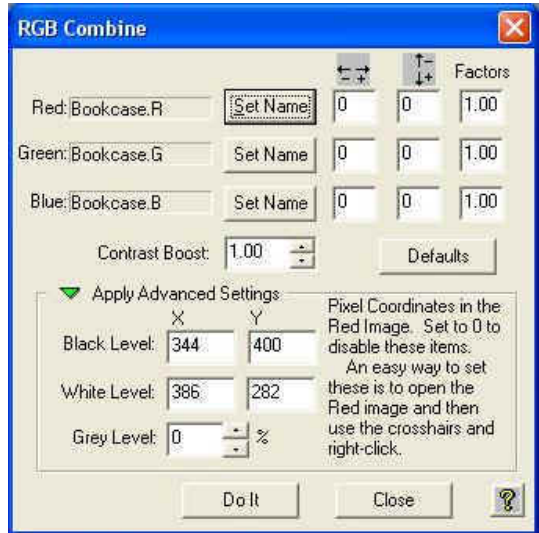 RGB Combine
Factors
Red: Bookcase.R Set Name 0 0 1.00
Green: Bookcase.G Set Name 0 0 1.00
Blue: Bookcase.B Set Name 0 0 1.00
Contrast Boost: 1.00 Defaults
Apply Advanced Settings
X Y
Black Level: 344 400
White Level: 386 282
Grey Level: 0 %
Pixel Coordinates in the
Red Image. Set to 0 to
disable these items.
An easy way to set
these is to open the
Red image and then
use the crosshairs and
right-click.
Do It Close ?